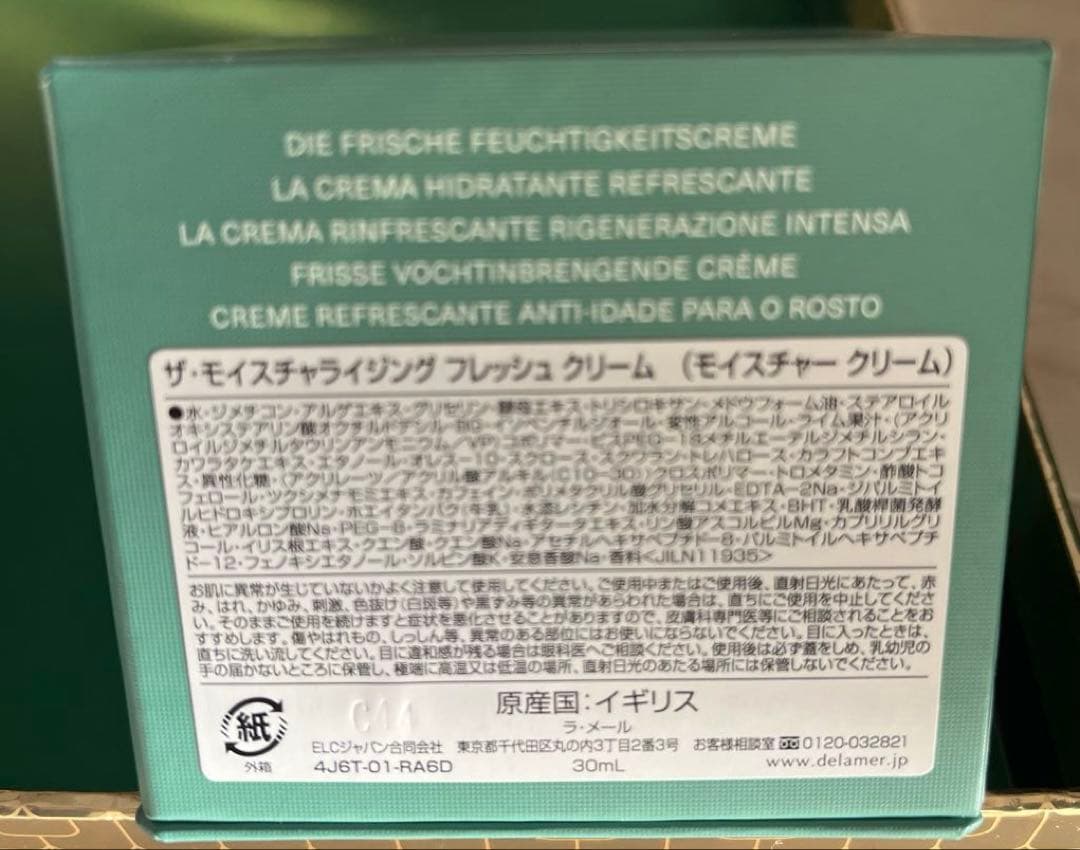 DIE FRISCHE FEUCHTIGKEITSCREME
LA CREMA HIDRATANTE REFRESCANTE
LA CREMA RINFRESCANTE RIGENERAZIONE INTENSA
FRISSE VOCHTINBRENGENDE CRÈME
CREME REFRESCANTE ANTI-IDADE PARA O ROSTO
ザ・モイスチャライジング フレッシュ クリーム (モイスチャー クリーム)
●水・ジメチコン・アルゲエキス・グリセリン・酵母エキス・トリシロキサン・メドウフォーム油・ステアロイル
オキシステアリン酸オクチルドデシル・BG・イソペンチルジオール・変性アルコール・ライム果汁・(アクリ
ロイルジメチルタウリンアンモニウム/VP)コポリマー・ビスPEG-18メチルエーテルジメチルシラン・
カワラタケエキス・エタノール・オレス-10・スクロース・スクワラン・トレハロース・カラフトコンブエキ
ス・異性化糖・(アクリレーツ/アクリル酸アルキル(C10-30))クロスポリマー・トロメタミン・酢酸トコ
フェロール・ツクシメナモミエキス・カフェイン・ポリメタクリル酸グリセリル・EDTA-2Na・ジパルミトイ
ルヒドロキシプロリン・ホエイタンパク(牛乳)・水添レシチン・加水分解コメエキス・BHT・乳酸桿菌発酵
液・ヒアルロン酸Na・PEG-8・ラミナリアディギタータエキス・リン酸アスコルビルMg・カプリリルグリ
コール・イリス根エキス・クエン酸・クエン酸Na・アセチルヘキサペプチド-8・パルミトイルヘキサペプチ
ド-12・フェノキシエタノール・ソルビン酸K・安息香酸Na・香料<JILN11935>
お肌に異常が生じていないかよく注意して使用してください。ご使用中またはご使用後、直射日光にあたって、赤
み、はれ、かゆみ、刺激、色抜け(白斑等)や黒ずみ等の異常があらわれた場合は、直ちにご使用を中止してくださ
い。そのままご使用を続けますと症状を悪化させることがありますので、皮膚科専門医等にご相談されることをお
すすめします。傷やはれもの、しっしん等、異常のある部位にはお使いにならないでください。目に入ったときは、
直ちに洗い流してください。目に違和感が残る場合は眼科医へご相談ください。使用後は必ず蓋をしめ、乳幼児の
手の届かないところに保管し、極端に高温又は低温の場所、直射日光のあたる場所には保管しないでください。
紙
外箱
C44
原産国:イギリス
ラ・メール
ELCジャパン合同会社 東京都千代田区丸の内3丁目2番3号 お客様相談室 0120-032821
4J6T-01-RA6D 30mL www.delamer.jp